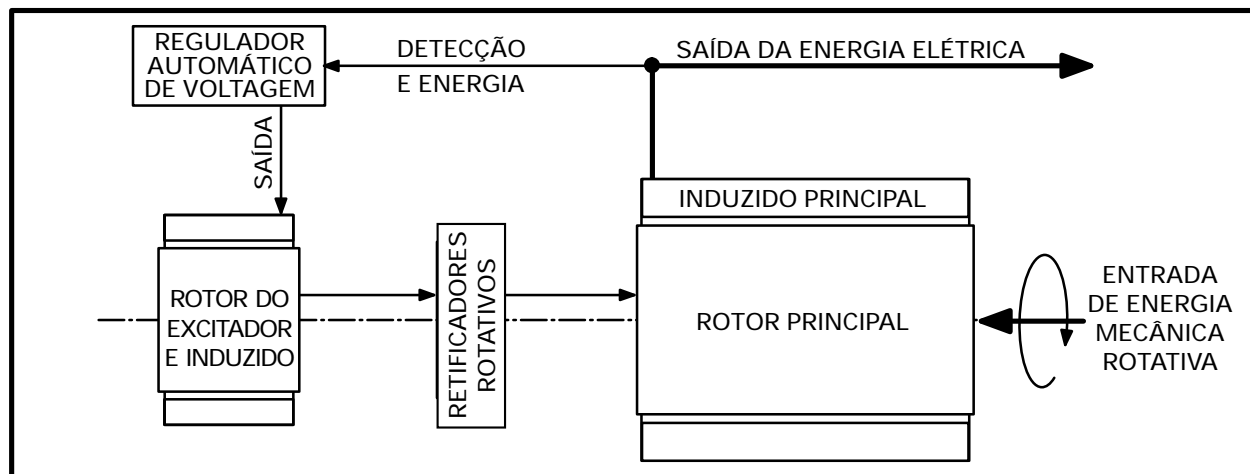 REGULADOR
AUTOMÁTICO
DE VOLTAGEM
DETECÇÃO
E ENERGIA
SAÍDA DA ENERGIA ELÉTRICA
SAÍDA
INDUZIDO PRINCIPAL
ROTOR DO
EXCITADOR
E INDUZIDO
RETIFICADORES
ROTATIVOS
ROTOR PRINCIPAL
ENTRADA
DE ENERGIA
MECÂNICA
ROTATIVA